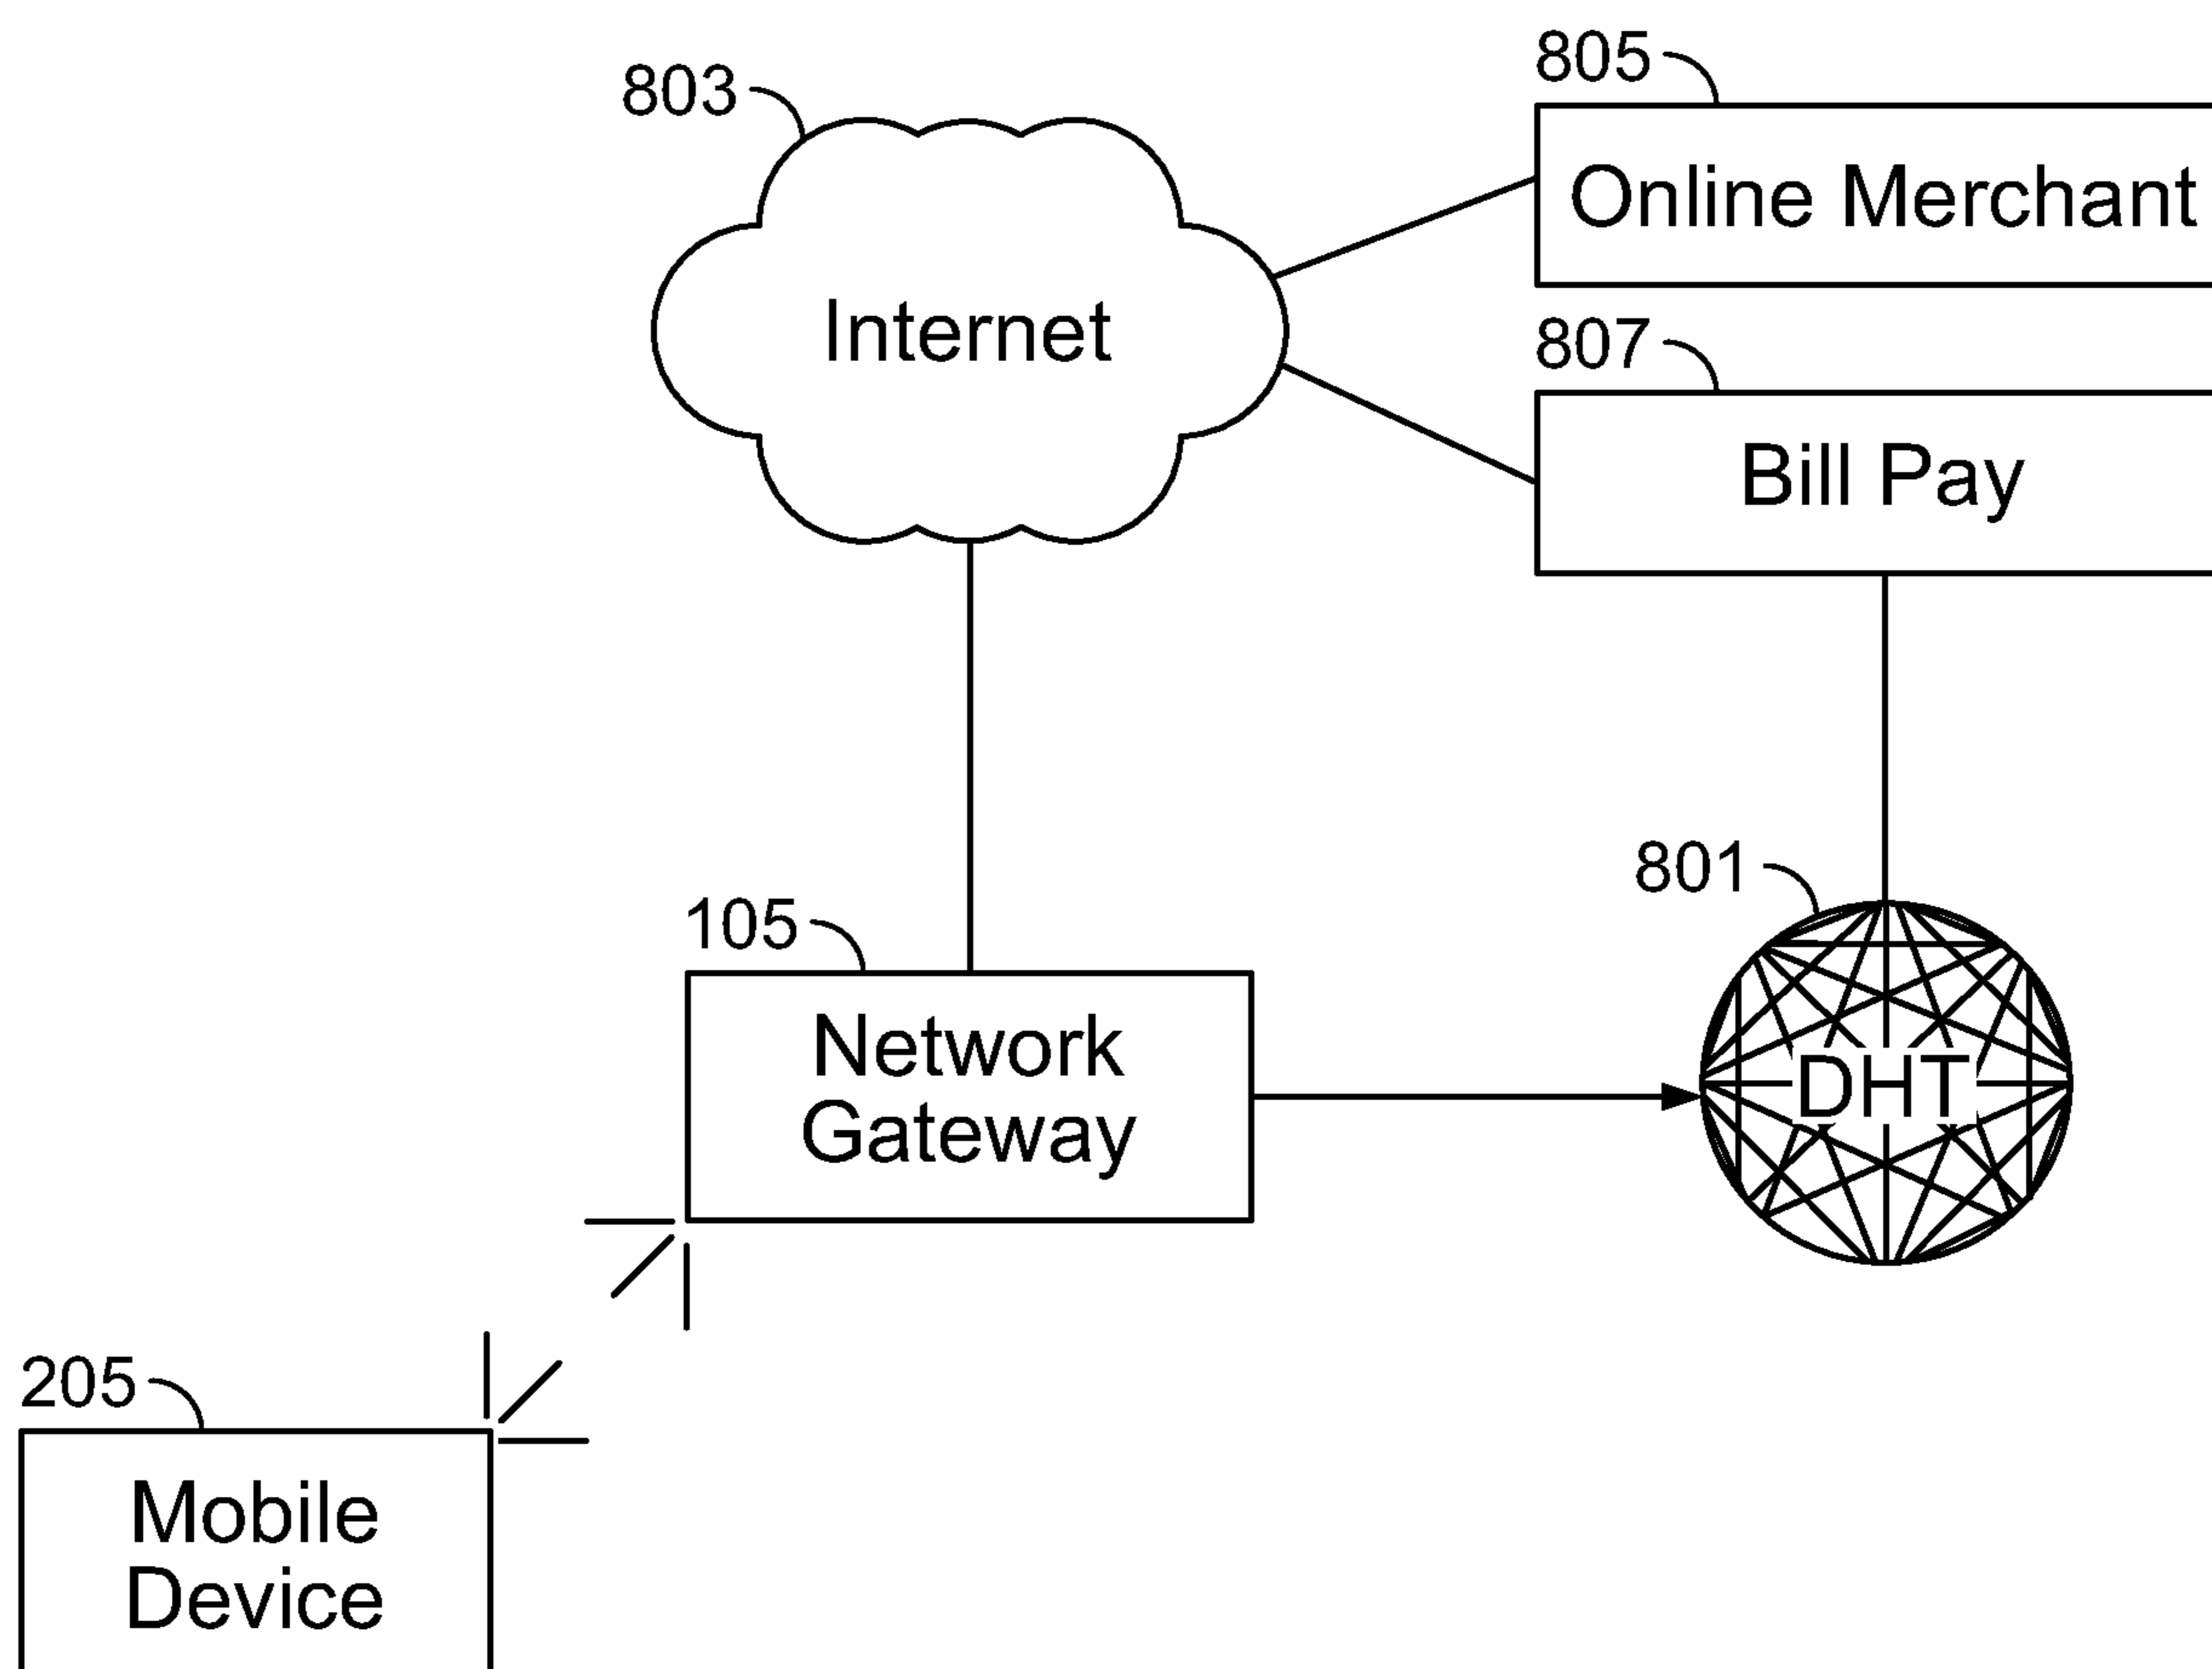 805
803
Online Merchant
Internet
807
Bill Pay
801
105
Network
Gateway
DHT
205
Mobile
Device